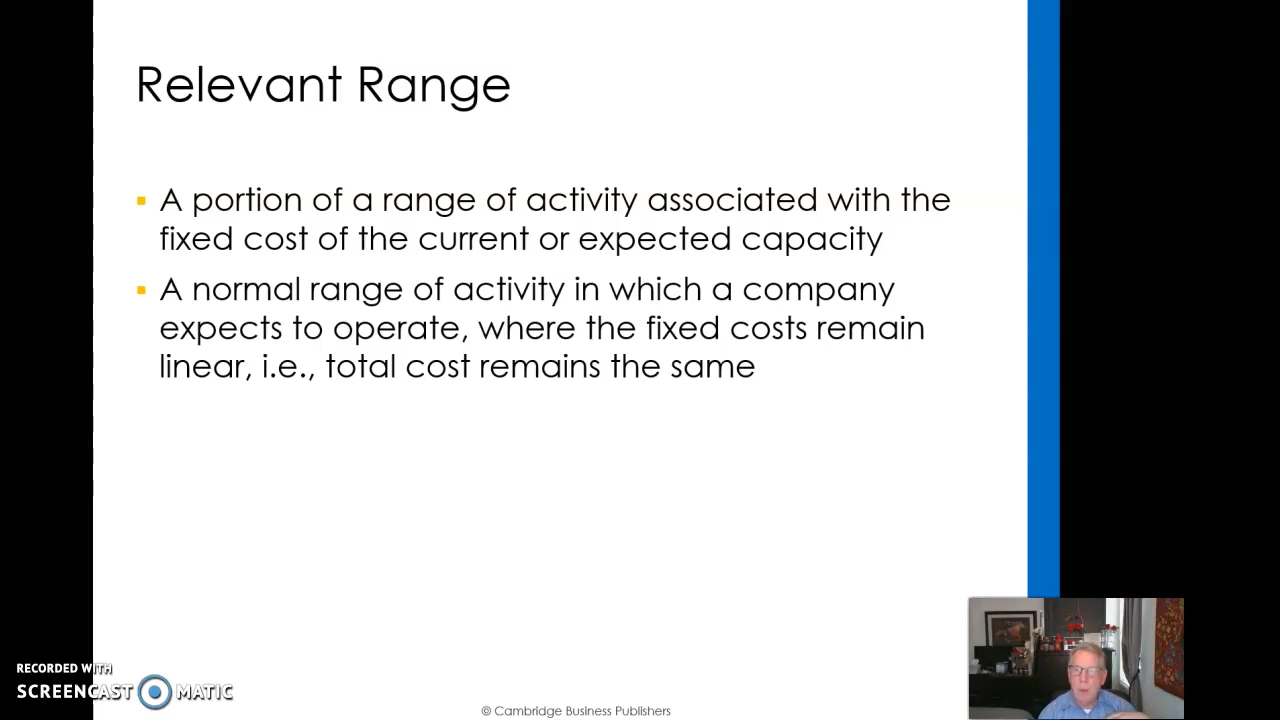 Relevant Range
▪ A portion of a range of activity associated with the
fixed cost of the current or expected capacity
▪ A normal range of activity in which a company
expects to operate, where the fixed costs remain
linear, i.e., total cost remains the same
RECORDED WITH
SCREENCAST MATIC
© Cambridge Business Publishers